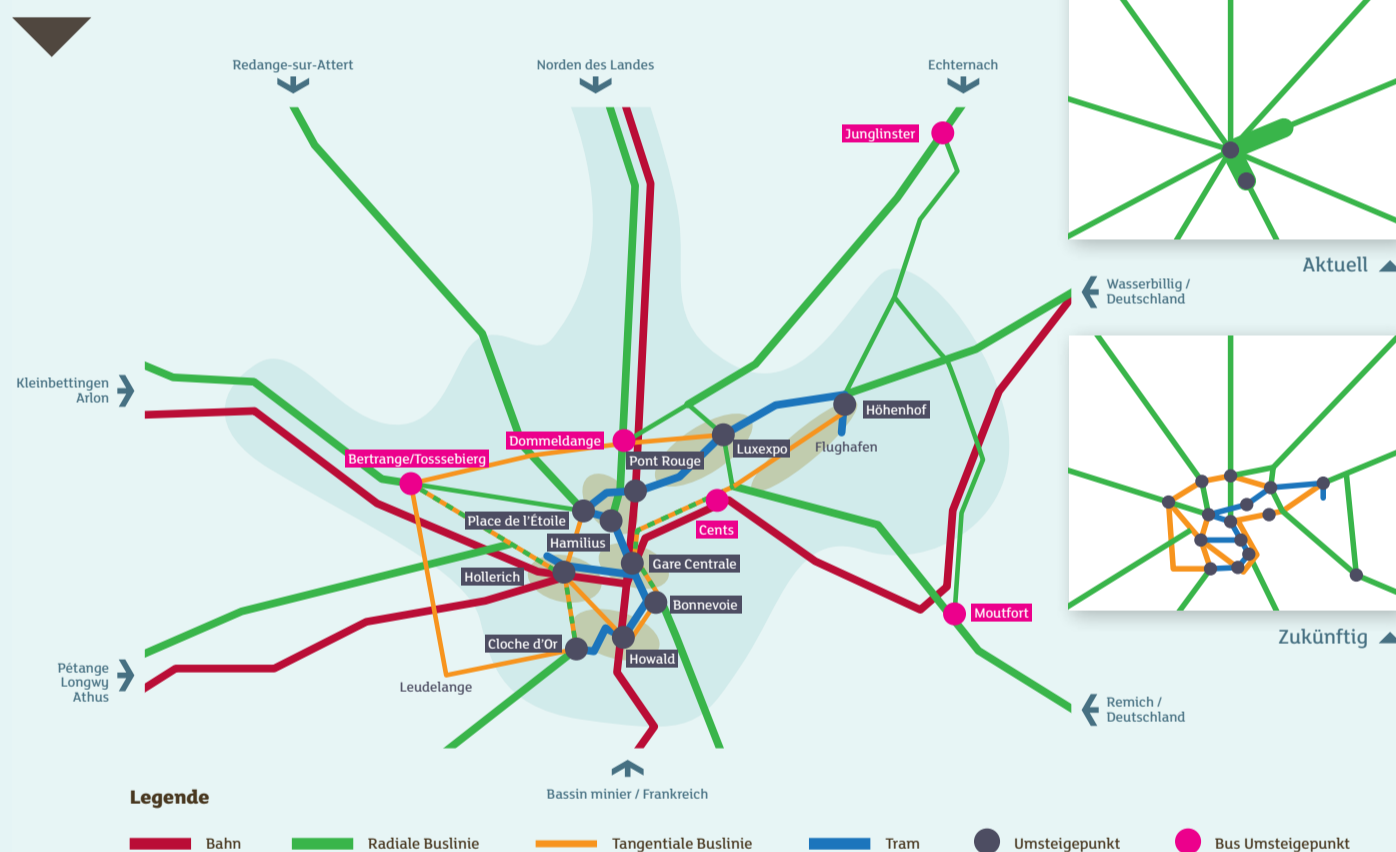 Redange-sur-Attert
Norden des Landes
Echternach
Junglinster
Aktuell
Wasserbillig /
Deutschland
Kleinbettingen
Arlon
Höhenhof
Dommeldange
Luxexpo
Flughafen
Bertrange/Tosssebierg
Pont Rouge
Place de l'Étoile
Cents
Hamilius
Gare Centrale
Hollerich
Bonnevoie
Moutfort
Zukünftig
Cloche d'Or
Howald
Pétange
Longwy
Athus
Leudelange
Remich /
Deutschland
Bassin minier / Frankreich
Legende
Bahn
Radiale Buslinie
Tangentiale Buslinie
Tram
Umsteigepunkt
Bus Umsteigepunkt